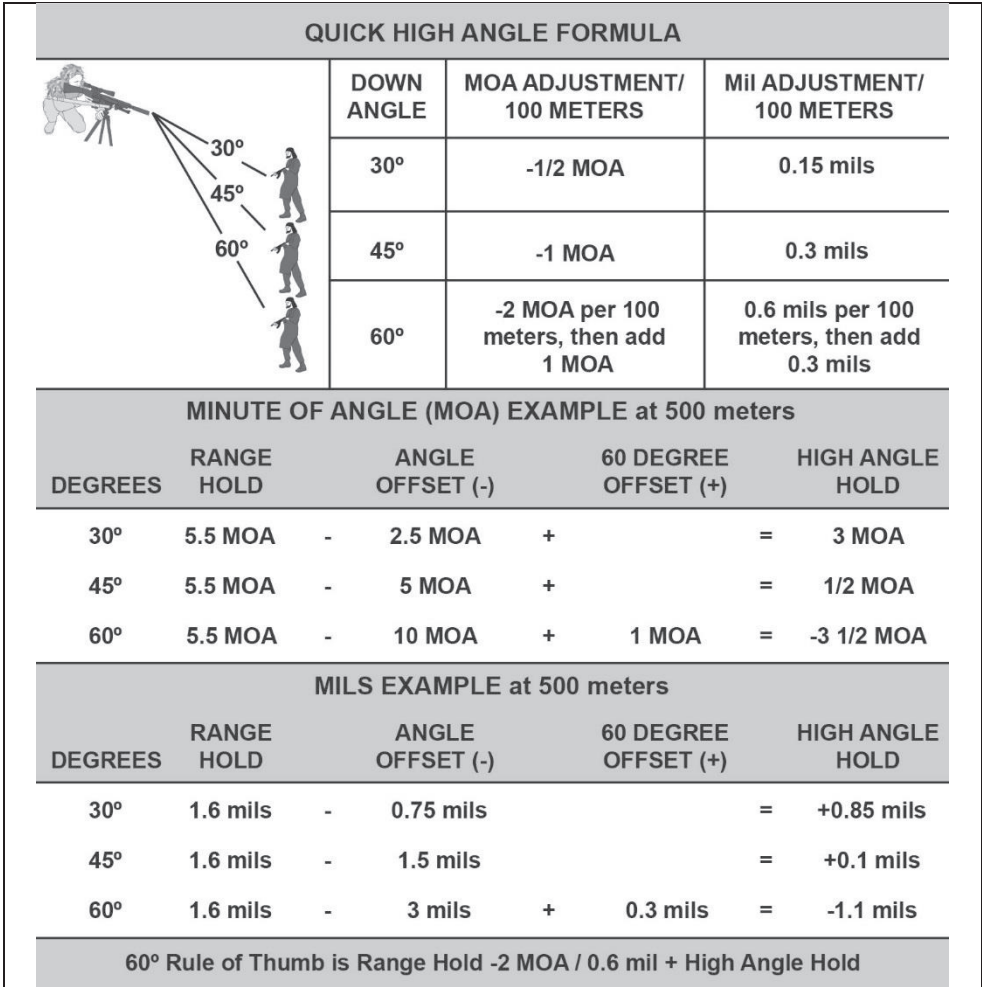 QUICK HIGH ANGLE FORMULA
DOWN ANGLE MOA ADJUSTMENT/ 100 METERS Mil ADJUSTMENT/ 100 METERS
30º
45º
60º
30º -1/2 MOA 0.15 mils
45º -1 MOA 0.3 mils
60º -2 MOA per 100 meters, then add 1 MOA 0.6 mils per 100 meters, then add 0.3 mils
MINUTE OF ANGLE (MOA) EXAMPLE at 500 meters
DEGREES RANGE HOLD ANGLE OFFSET (-) 60 DEGREE OFFSET (+) HIGH ANGLE HOLD
30º 5.5 MOA - 2.5 MOA + = 3 MOA
45º 5.5 MOA - 5 MOA + = 1/2 MOA
60º 5.5 MOA - 10 MOA + 1 MOA = -3 1/2 MOA
MILS EXAMPLE at 500 meters
DEGREES RANGE HOLD ANGLE OFFSET (-) 60 DEGREE OFFSET (+) HIGH ANGLE HOLD
30º 1.6 mils - 0.75 mils = +0.85 mils
45º 1.6 mils - 1.5 mils = +0.1 mils
60º 1.6 mils - 3 mils + 0.3 mils = -1.1 mils
60º Rule of Thumb is Range Hold -2 MOA / 0.6 mil + High Angle Hold